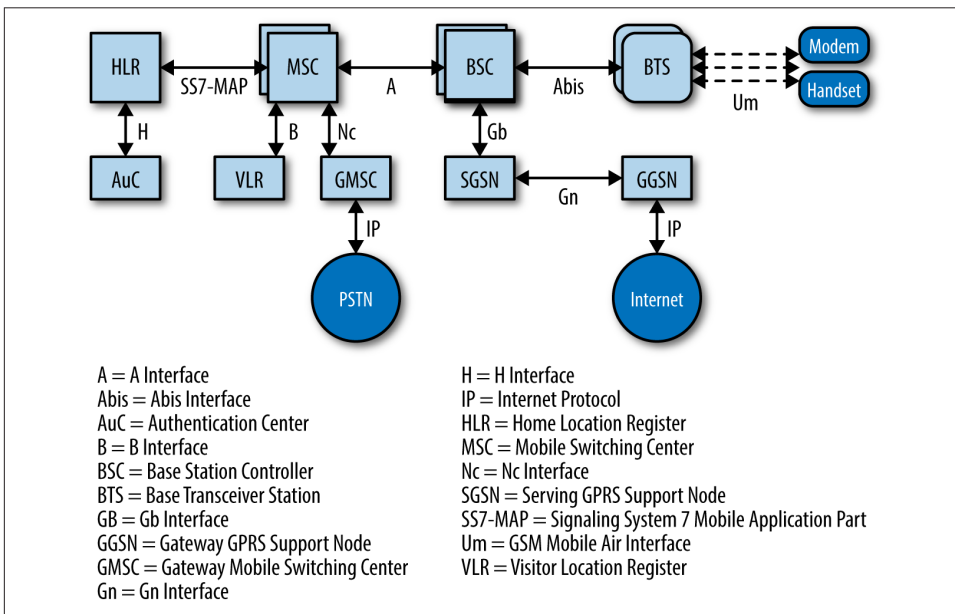 HLR
MSC
BSC
BTS
Modem
Handset
SS7-MAP
A
Abis
Um
H
B
Nc
Gb
AuC
VLR
GMSC
SGSN
GGSN
Gn
IP
IP
PSTN
Internet
A = A Interface
Abis = Abis Interface
AuC = Authentication Center
B = B Interface
BSC = Base Station Controller
BTS = Base Transceiver Station
GB = Gb Interface
GGSN = Gateway GPRS Support Node
GMSC = Gateway Mobile Switching Center
Gn = Gn Interface
H = H Interface
IP = Internet Protocol
HLR = Home Location Register
MSC = Mobile Switching Center
Nc = Nc Interface
SGSN = Serving GPRS Support Node
SS7-MAP = Signaling System 7 Mobile Application Part
Um = GSM Mobile Air Interface
VLR = Visitor Location Register